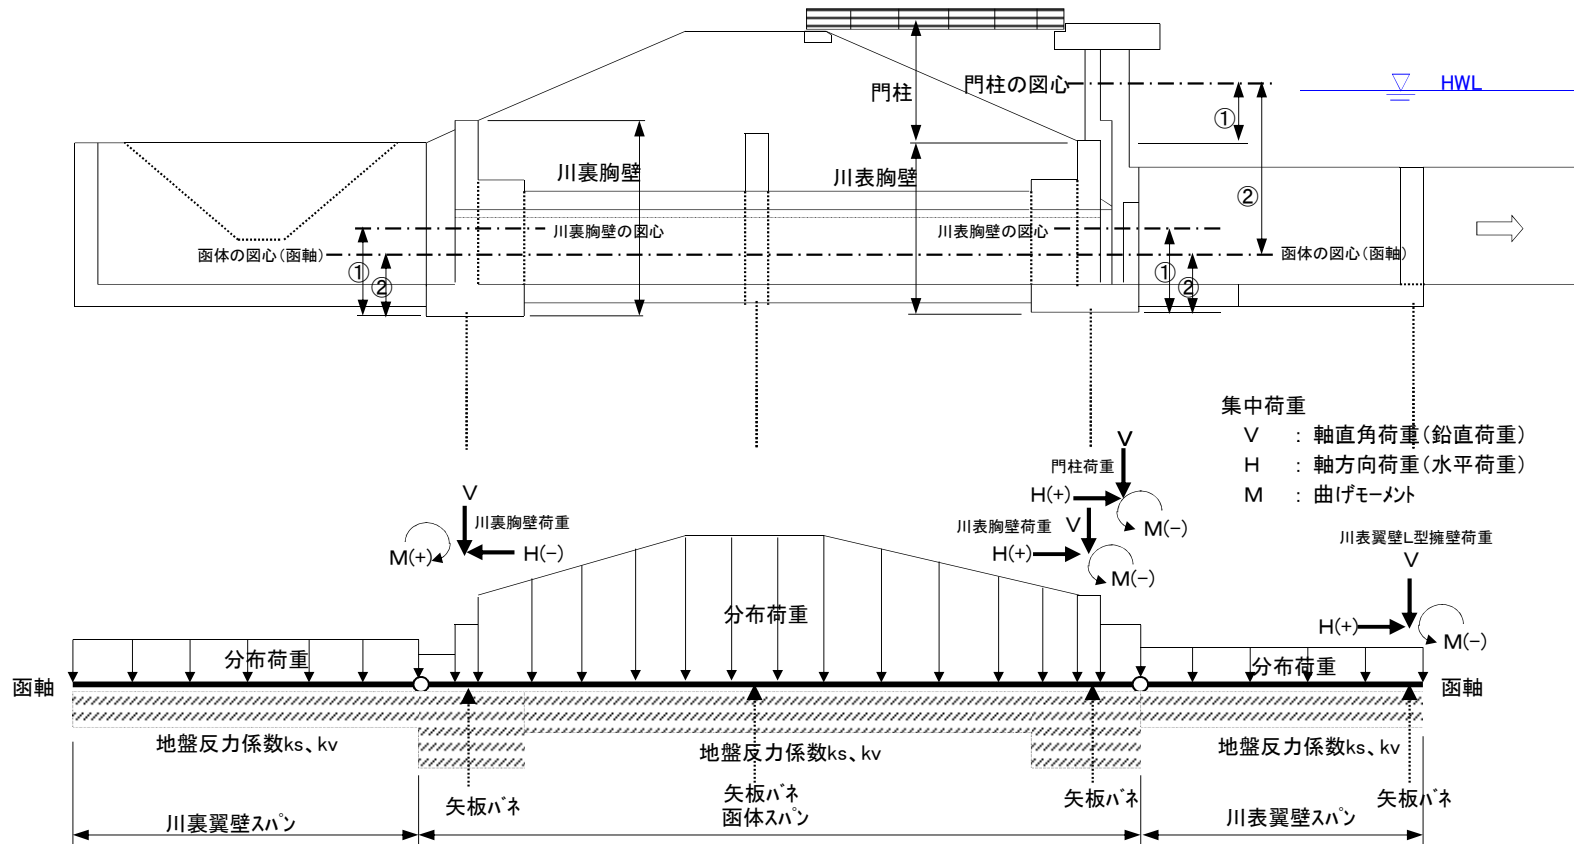 門柱の図心
HWL
門柱
①
川裏胸壁
川表胸壁
②
川裏胸壁の図心
川表胸壁の図心
函体の図心(函軸)
函体の図心(函軸)
①
②
①
②
集中荷重
V : 軸直角荷重(鉛直荷重)
H : 軸方向荷重(水平荷重)
M : 曲げモーメント
V
門柱荷重
H(+)
M(-)
V
川裏胸壁荷重
M(+)
H(-)
川表胸壁荷重
V
H(+)
M(-)
川表翼壁L型擁壁荷重
V
H(+)
M(-)
分布荷重
分布荷重
分布荷重
函軸
函軸
地盤反力係数ks、kv
地盤反力係数ks、kv
地盤反力係数ks、kv
矢板バネ
矢板バネ
矢板バネ
矢板バネ
川裏翼壁スパン
函体スパン
川表翼壁スパン